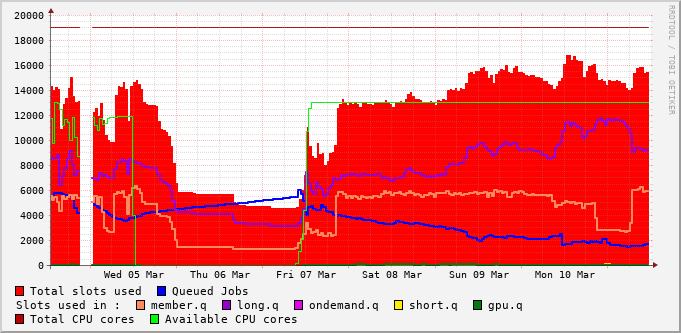 RRDTOOL / TOBI OETIKER
20000
18000
16000
14000
12000
10000
8000
6000
4000
2000
0
Wed 05 Mar Thu 06 Mar Fri 07 Mar Sat 08 Mar Sun 09 Mar Mon 10 Mar
Total slots used Queued Jobs
Slots used in : member.q long.q ondemand.q short.q gpu.q
Total CPU cores Available CPU cores